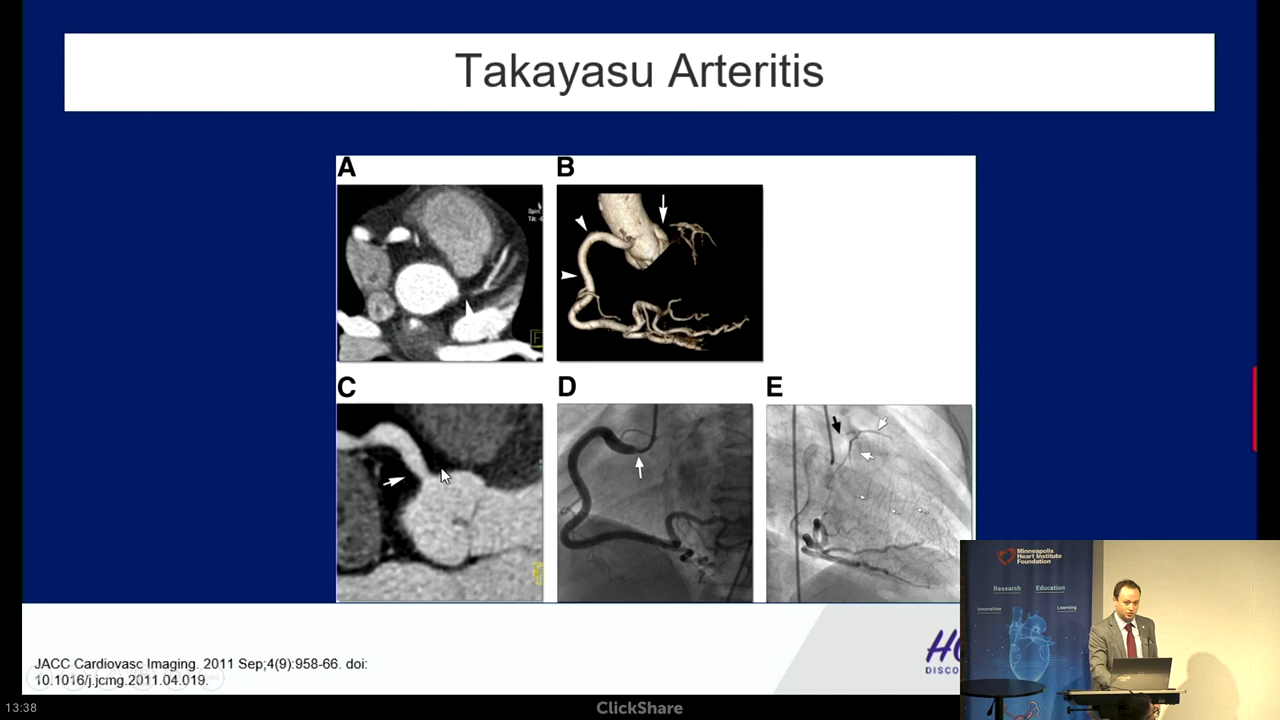 Takayasu Arteritis
A
B
C
D
E
JACC Cardiovasc Imaging. 2011 Sep;4(9):958-66. doi:
10.1016/j.jcmg.2011.04.019.
Minneapolis
Heart Institute
Foundation
Research Education
Innovation Learning
13:38
ClickShare